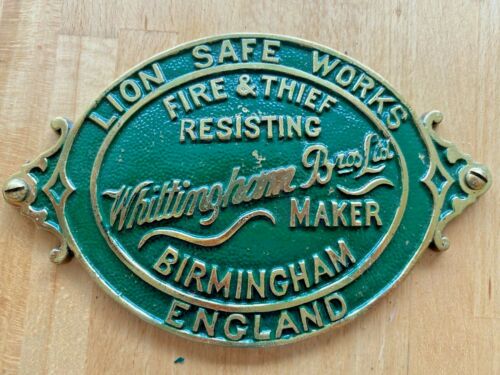 LION SAFE WORKS
FIRE & THIEF
RESISTING
Whittingham Bros Ltd
MAKER
BIRMINGHAM
ENGLAND